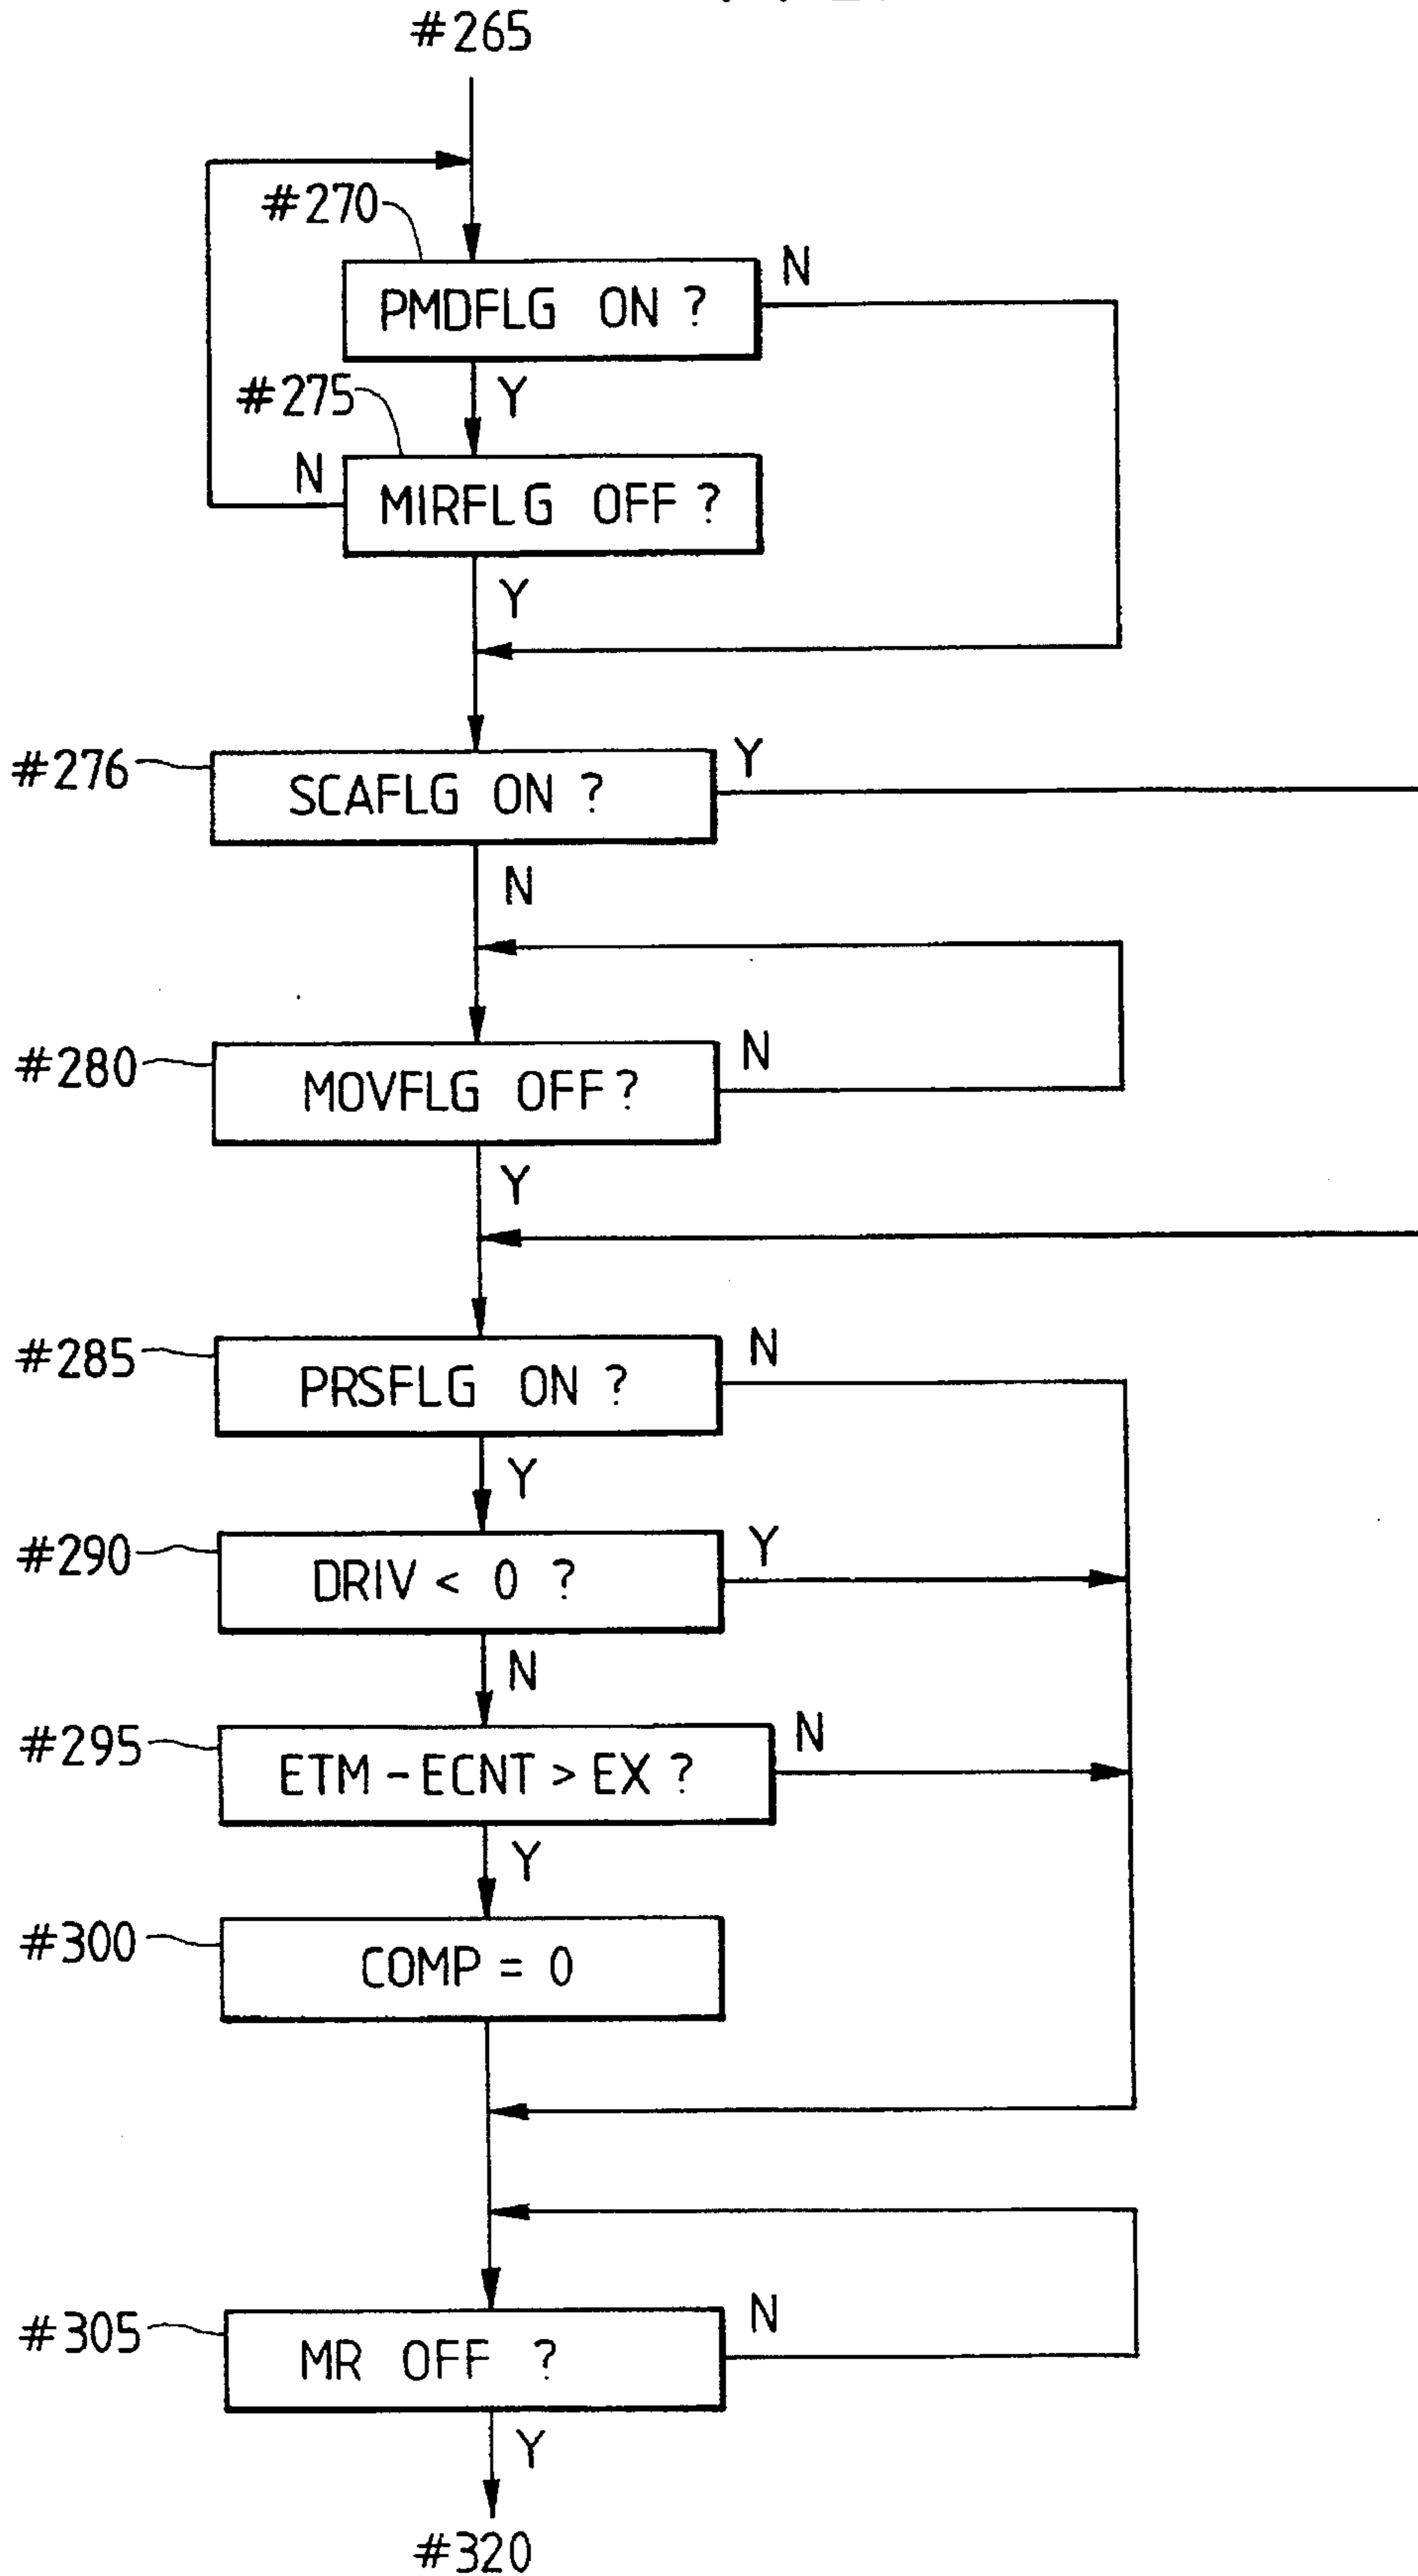 #265
#270
N
PMDFLG ON ?
#275
Y
N
MIRFLG OFF ?
Y
#276
Y
SCAFLG ON ?
N
#280
N
MOVFLG OFF ?
Y
#285
N
PRSFLG ON ?
Y
#290
Y
DRIV < 0 ?
N
#295
N
ETM - ECNT > EX ?
Y
#300
COMP = 0
#305
N
MR OFF ?
Y
#320